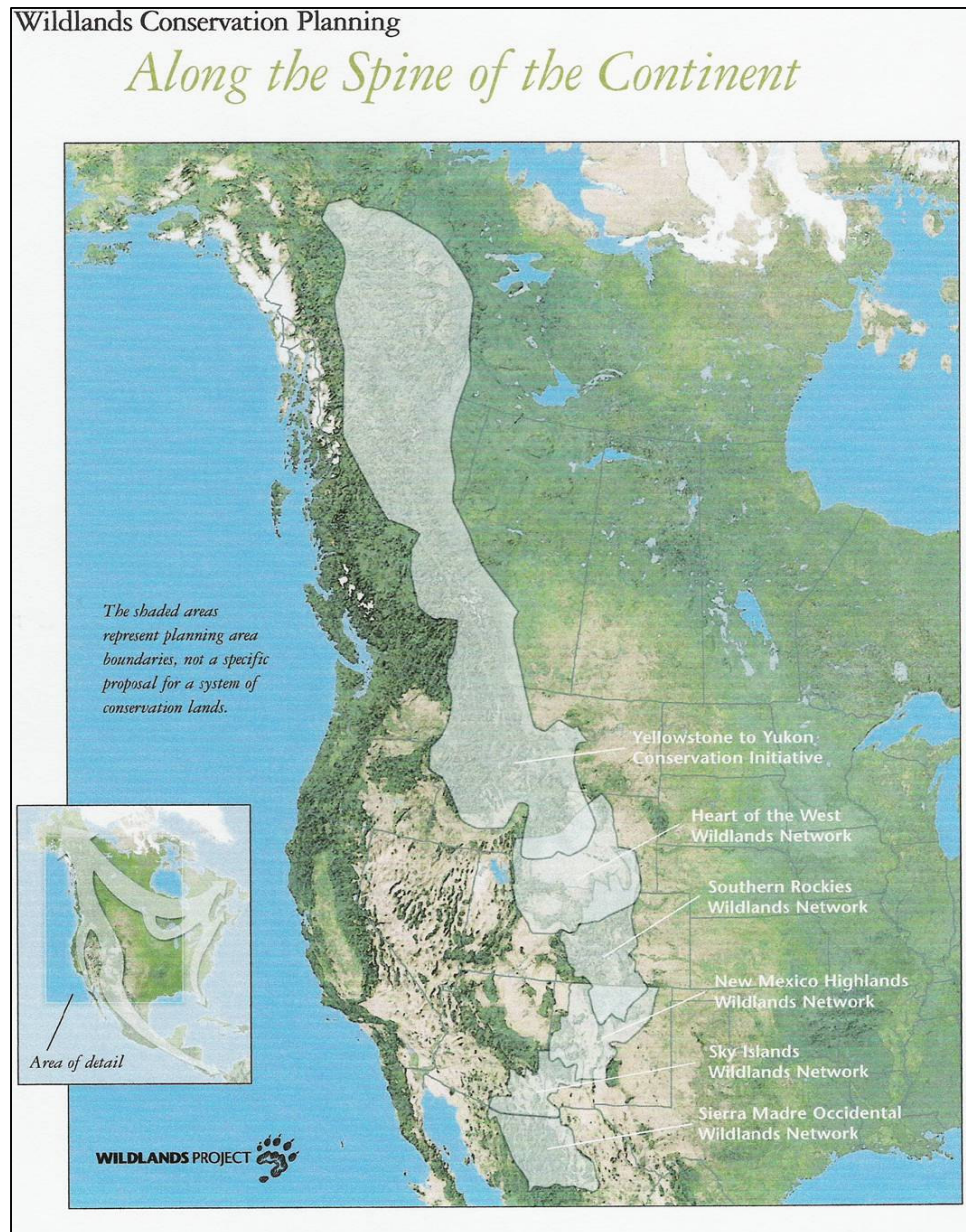 Wildlands Conservation Planning
Along the Spine of the Continent
The shaded areas
represent planning area
boundaries, not a specific
proposal for a system of
conservation lands.
Yellowstone to Yukon
Conservation Initiative
Heart of the West
Wildlands Network
Southern Rockies
Wildlands Network
New Mexico Highlands
Wildlands Network
Sky Islands
Wildlands Network
Sierra Madre Occidental
Wildlands Network
Area of detail
WILDLANDS PROJECT